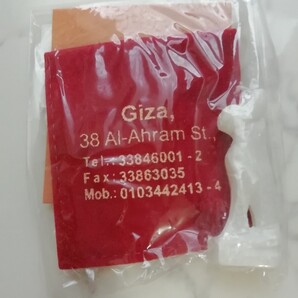 Giza,
38 Al-Ahram St.,
Tel.: 33846001 - 2
Fax: 33863035
Mob.: 0103442413 - 4